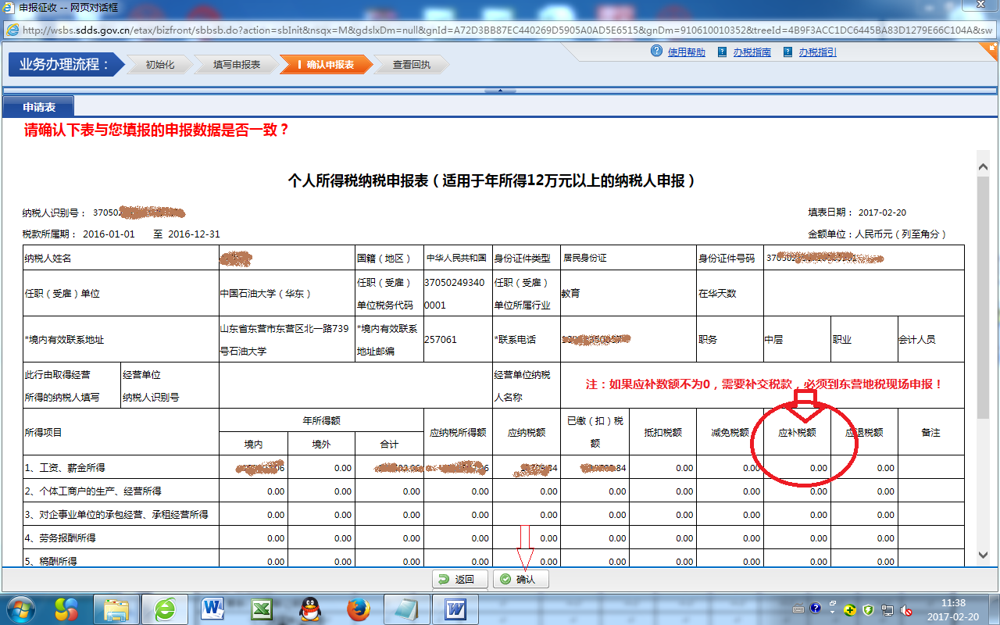 申报征收 -- 网页对话框
http://wsbs.sdds.gov.cn/etax/bizfront/sbbsb.do?action=sbInit&nsqx=M&gdslxDm=null&gnId=A72D3BB87EC440269D5905A0AD5E6515&gnDm=910610010352&treeId=4B9F3ACC1DC6445BA83D1279E66C104A&sw
业务办理流程： 初始化 填写申报表 确认申报表 查看回执 使用帮助 办税指南 办税指引
申请表
请确认下表与您填报的申报数据是否一致？
个人所得税纳税申报表（适用于年所得12万元以上的纳税人申报）
纳税人识别号： 37050 填表日期： 2017-02-20
税款所属期： 2016-01-01 至 2016-12-31 金额单位：人民币元（列至角分）
纳税人姓名 国籍（地区） 中华人民共和国 身份证件类型 居民身份证 身份证件号码 3705
任职（受雇）单位 中国石油大学（华东） 任职（受雇） 37050249340 任职（受雇） 教育 在华天数
单位税务代码 0001 单位所属行业
*境内有效联系地址 山东省东营市东营区北一路739 *境内有效联系 257061 *联系电话 职务 中层 职业 会计人员
号石油大学 地址邮编
此行由取得经营 经营单位 经营单位纳税 注：如果应补数额不为0，需要补交税款，必须到东营地税现场申报！
所得的纳税人填写 纳税人识别号 人名称
所得项目 年所得额 应纳税所得额 应纳税额 已缴（扣）税 抵扣税额 减免税额 应补税额 应退税额 备注
境内 境外 合计 额
1、工资、薪金所得 0.00 84 0.00 0.00 0.00 0.00
2、个体工商户的生产、经营所得 0.00 0.00 0.00 0.00 0.00 0.00 0.00 0.00 0.00 0.00
3、对企事业单位的承包经营、承租经营所得 0.00 0.00 0.00 0.00 0.00 0.00 0.00 0.00 0.00 0.00
4、劳务报酬所得 0.00 0.00 0.00 0.00 0.00 0.00 0.00 0.00 0.00 0.00
5、稿酬所得 0.00 0.00 0.00 0.00 0.00 0.00 0.00 0.00 0.00 0.00
返回 确认
11:38
2017-02-20